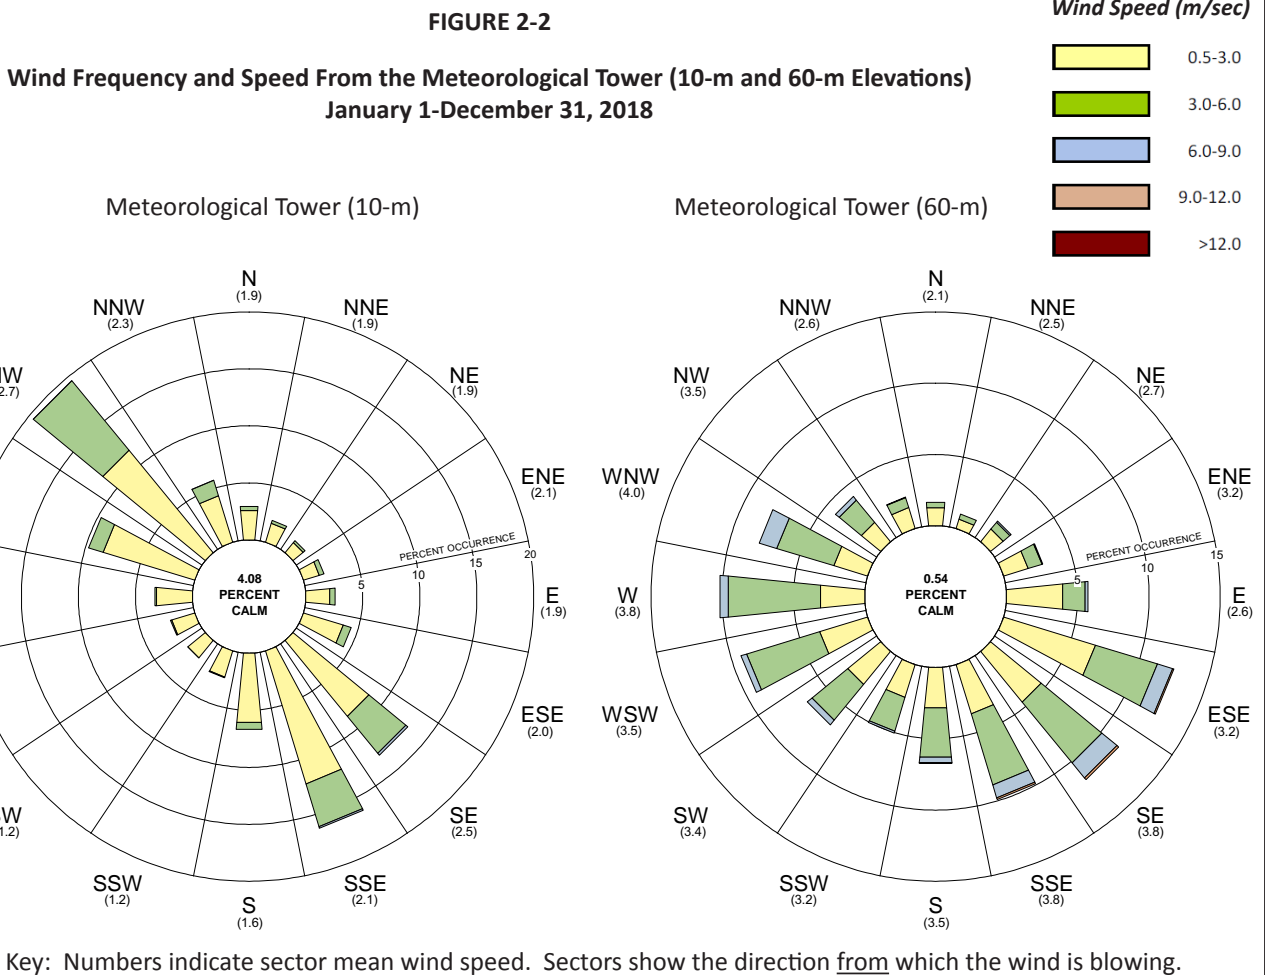 FIGURE 2-2
Wind Speed (m/sec)
Wind Frequency and Speed From the Meteorological Tower (10-m and 60-m Elevations)
January 1-December 31, 2018
0.5-3.0
3.0-6.0
6.0-9.0
9.0-12.0
>12.0
Meteorological Tower (10-m)
N
(1.9)
NNE
(1.9)
NE
(1.9)
ENE
(2.1)
E
(1.9)
ESE
(2.0)
SE
(2.5)
SSE
(2.1)
S
(1.6)
SSW
(1.2)
W
1.2)
NNW
(2.3)
W
2.7)
4.08
PERCENT
CALM
PERCENT OCCURRENCE
5
10
15
20
Meteorological Tower (60-m)
N
(2.1)
NNE
(2.5)
NE
(2.7)
ENE
(3.2)
E
(2.6)
ESE
(3.2)
SE
(3.8)
SSE
(3.8)
S
(3.5)
SSW
(3.2)
SW
(3.4)
WSW
(3.5)
W
(3.8)
WNW
(4.0)
NW
(3.5)
NNW
(2.6)
0.54
PERCENT
CALM
PERCENT OCCURRENCE
5
10
15
Key: Numbers indicate sector mean wind speed. Sectors show the direction from which the wind is blowing.